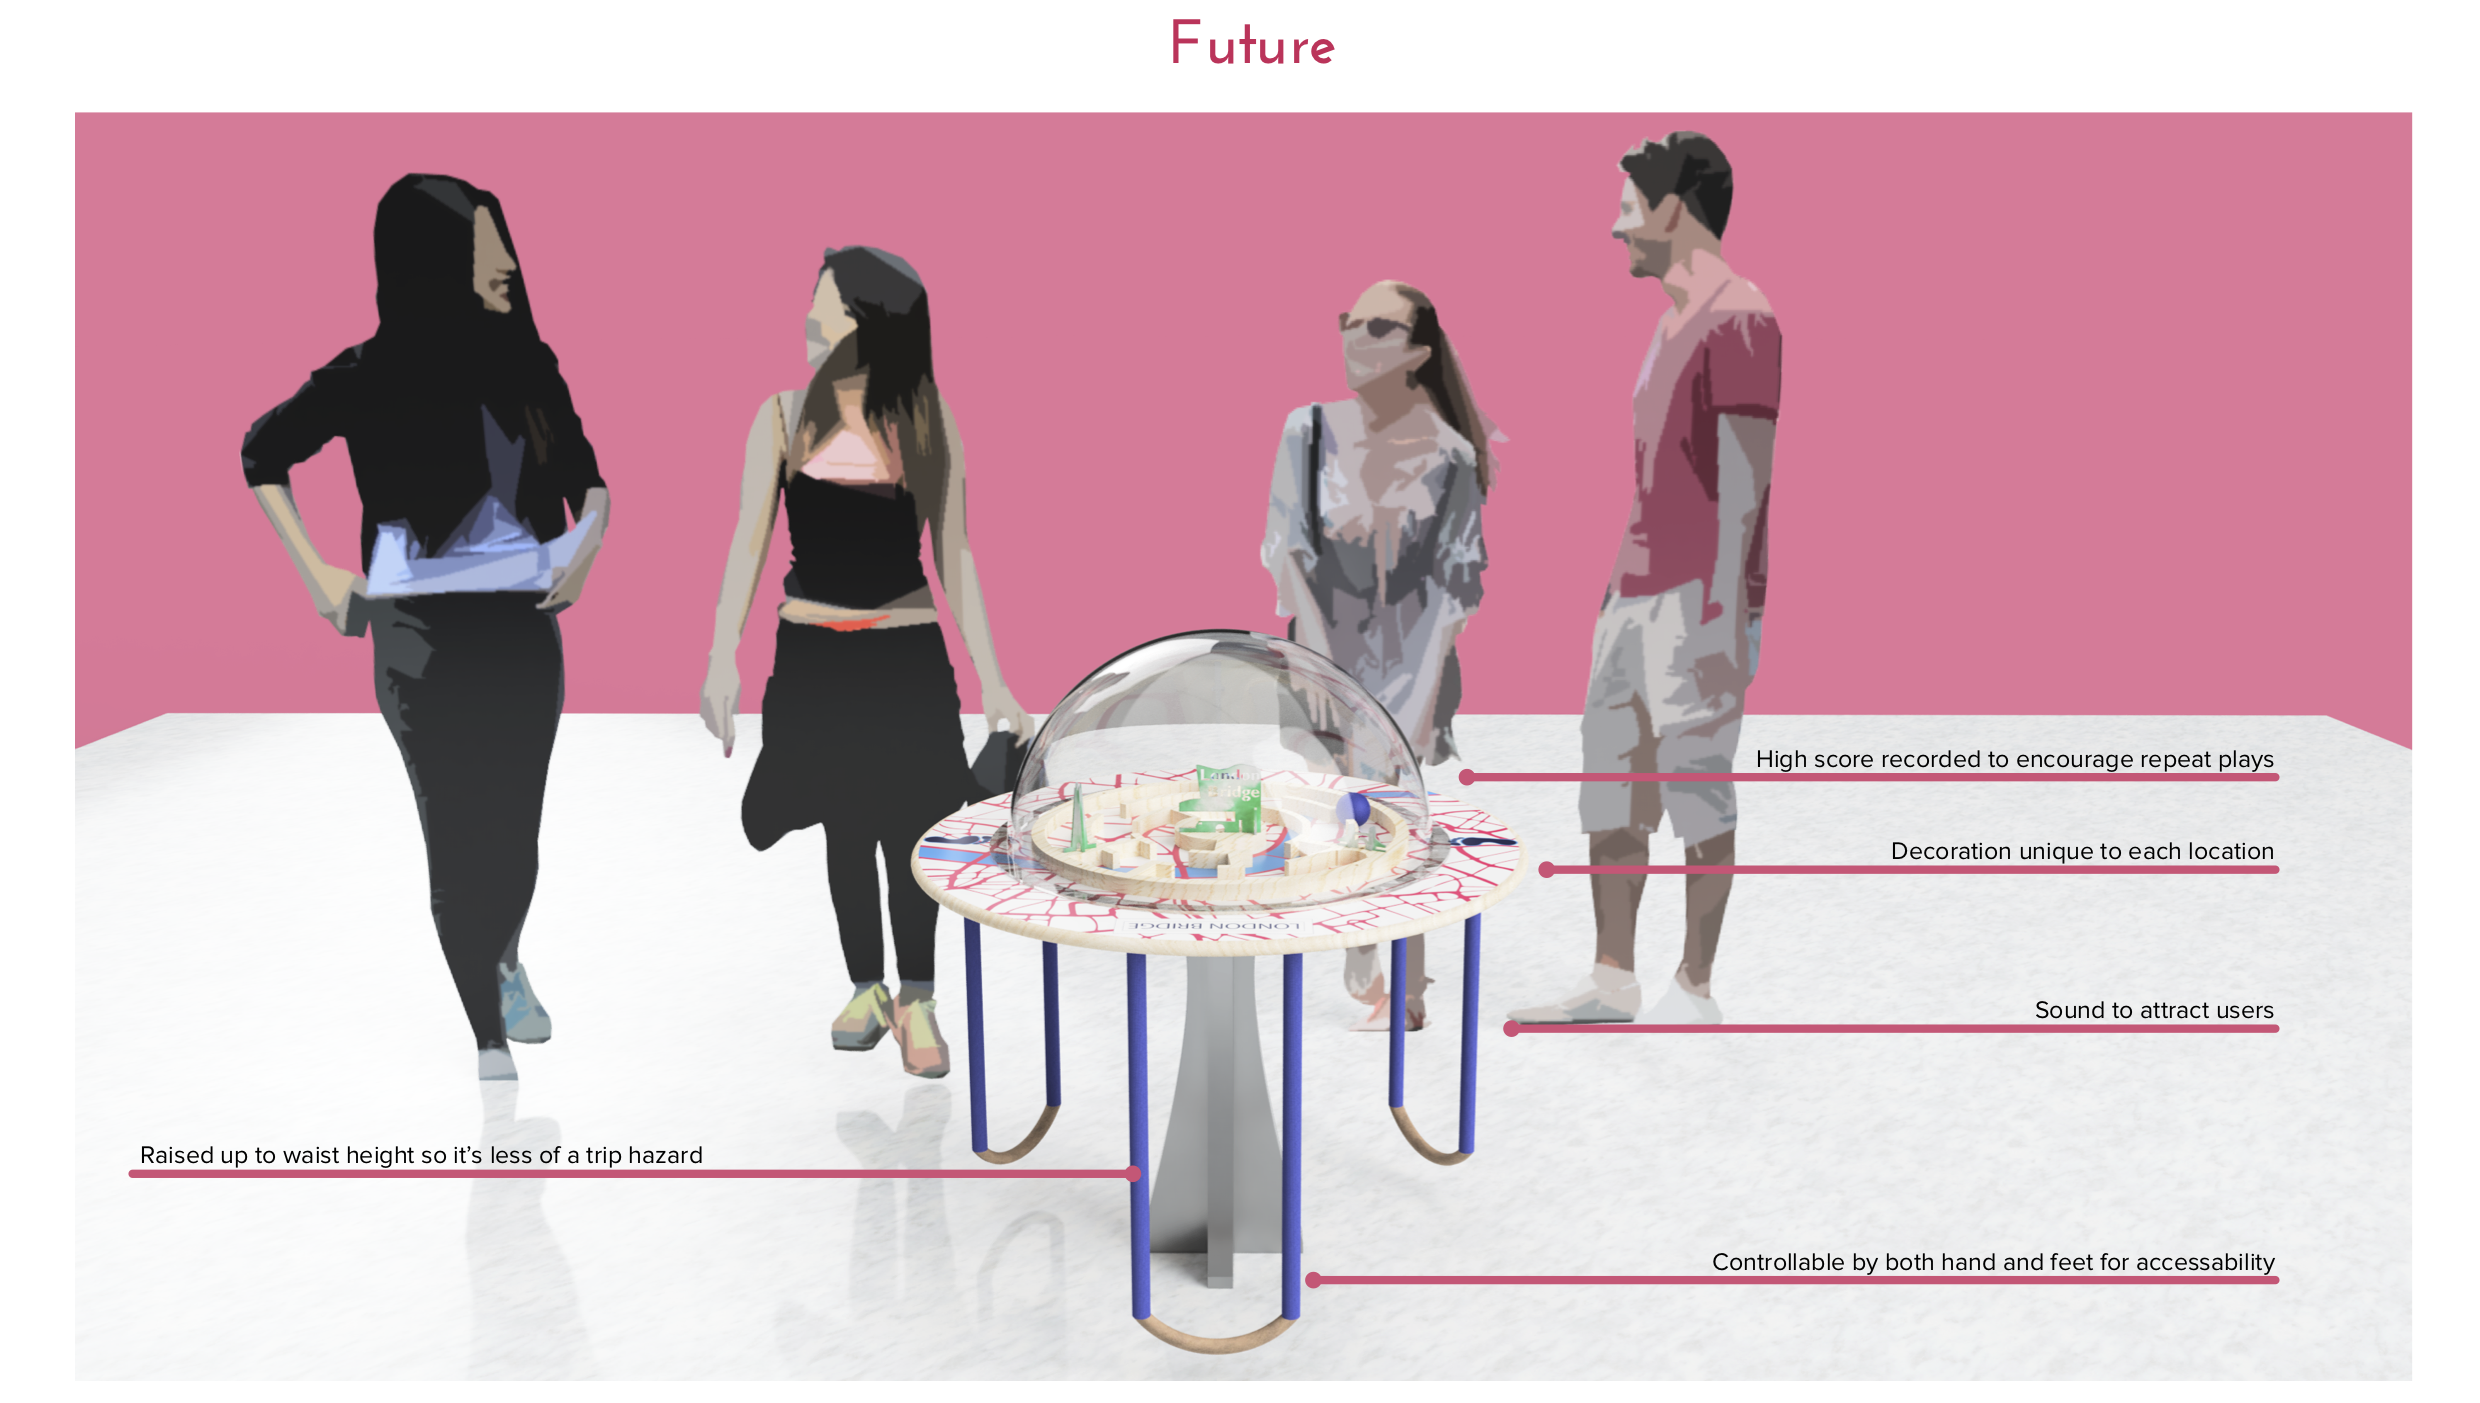 Future
London
Bridge
LONDON BRIDGE
High score recorded to encourage repeat plays
Decoration unique to each location
Sound to attract users
Raised up to waist height so it's less of a trip hazard
Controllable by both hand and feet for accessability